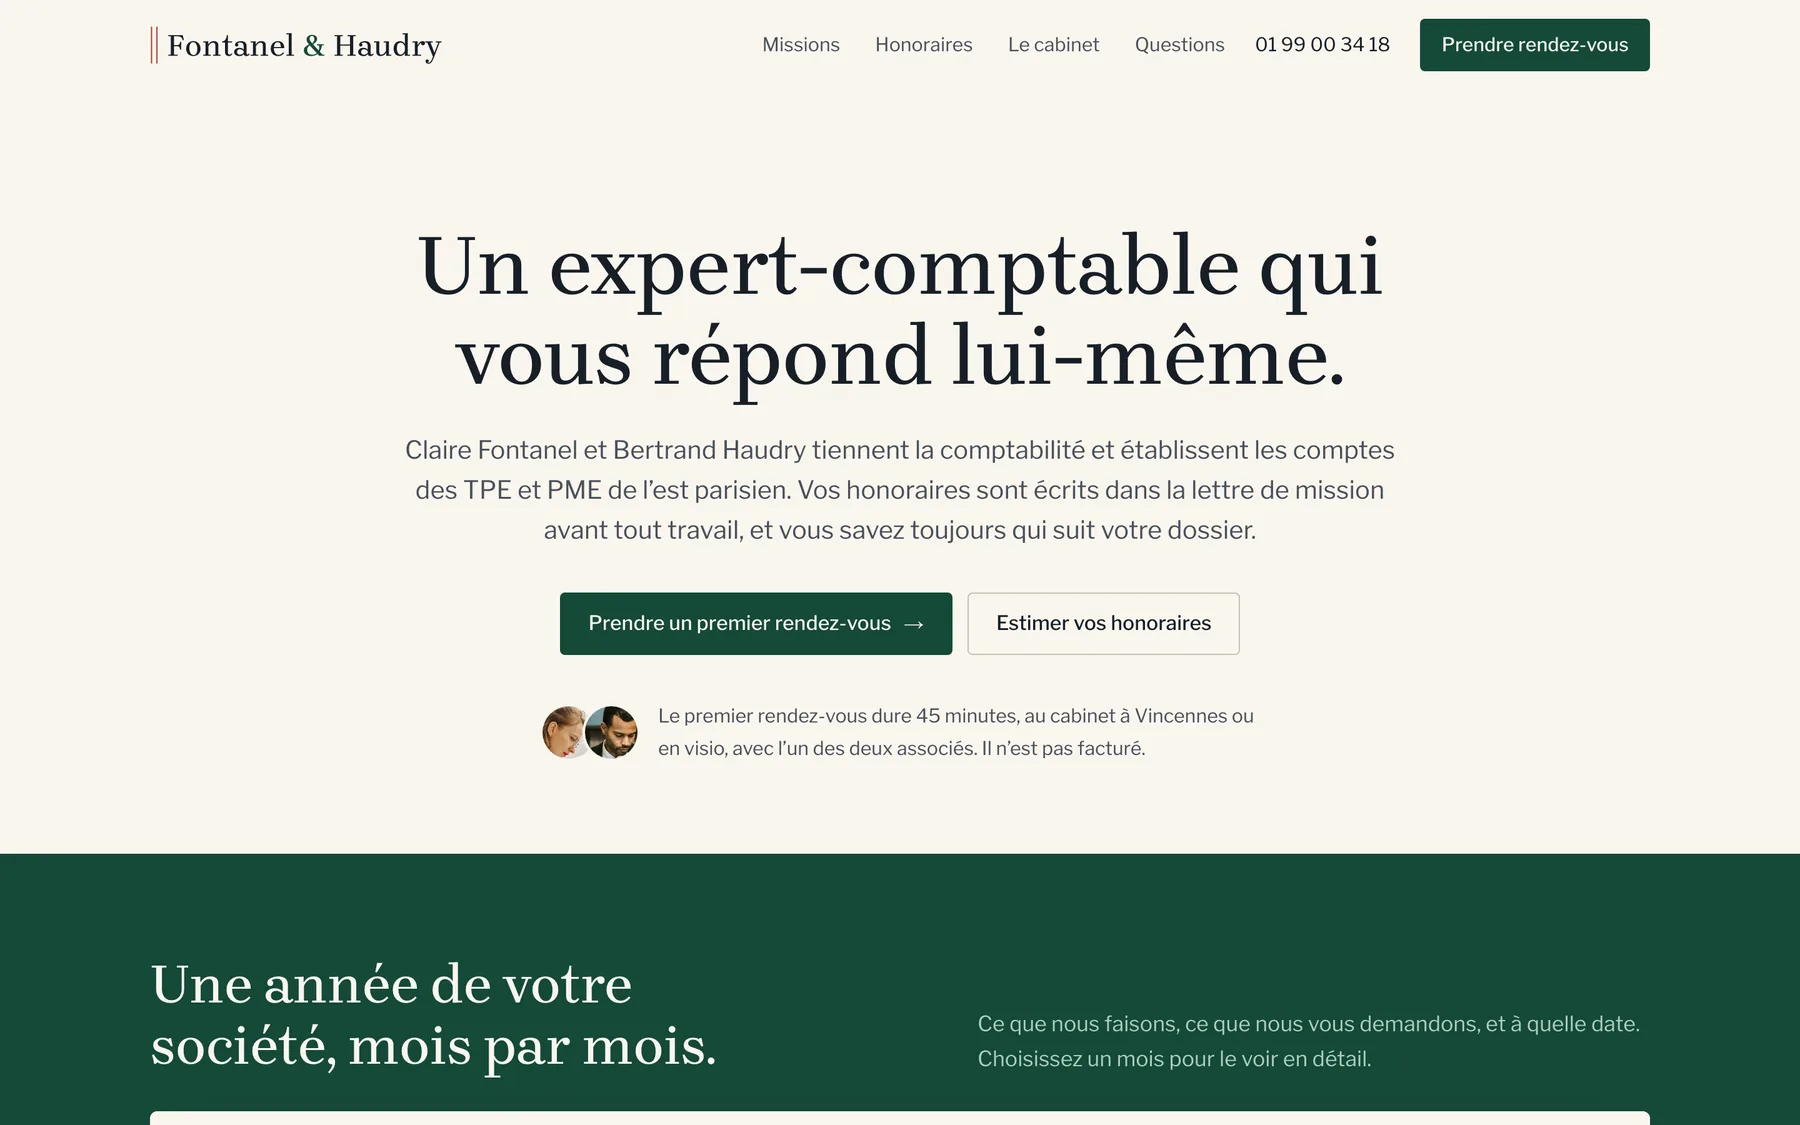 Fontanel & Haudry
Missions
Honoraires
Le cabinet
Questions
01 99 00 34 18
Prendre rendez-vous
Un expert-comptable qui
vous répond lui-même.
Claire Fontanel et Bertrand Haudry tiennent la comptabilité et établissent les comptes
des TPE et PME de l’est parisien. Vos honoraires sont écrits dans la lettre de mission
avant tout travail, et vous savez toujours qui suit votre dossier.
Prendre un premier rendez-vous →
Estimer vos honoraires
Le premier rendez-vous dure 45 minutes, au cabinet à Vincennes ou
en visio, avec l’un des deux associés. Il n’est pas facturé.
Une année de votre
société, mois par mois.
Ce que nous faisons, ce que nous vous demandons, et à quelle date.
Choisissez un mois pour le voir en détail.